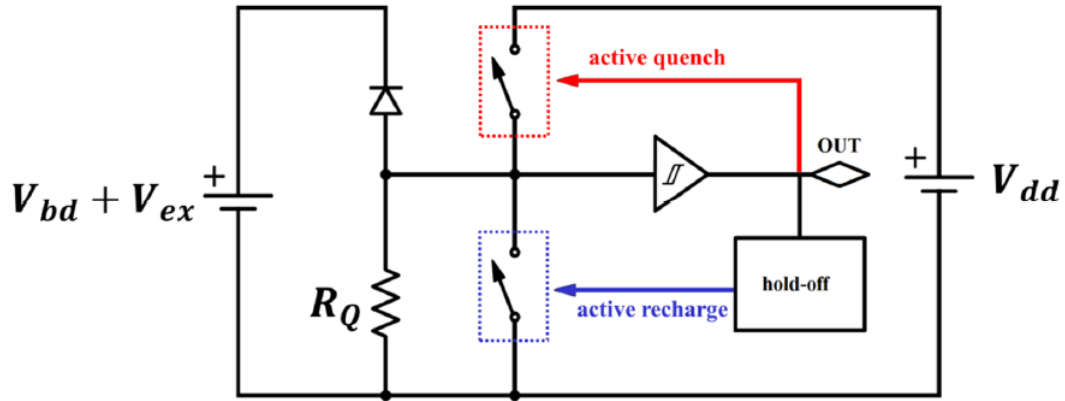 active quench
OUT
+
+
V_bd + V_ex
V_dd
hold-off
R_Q
active recharge